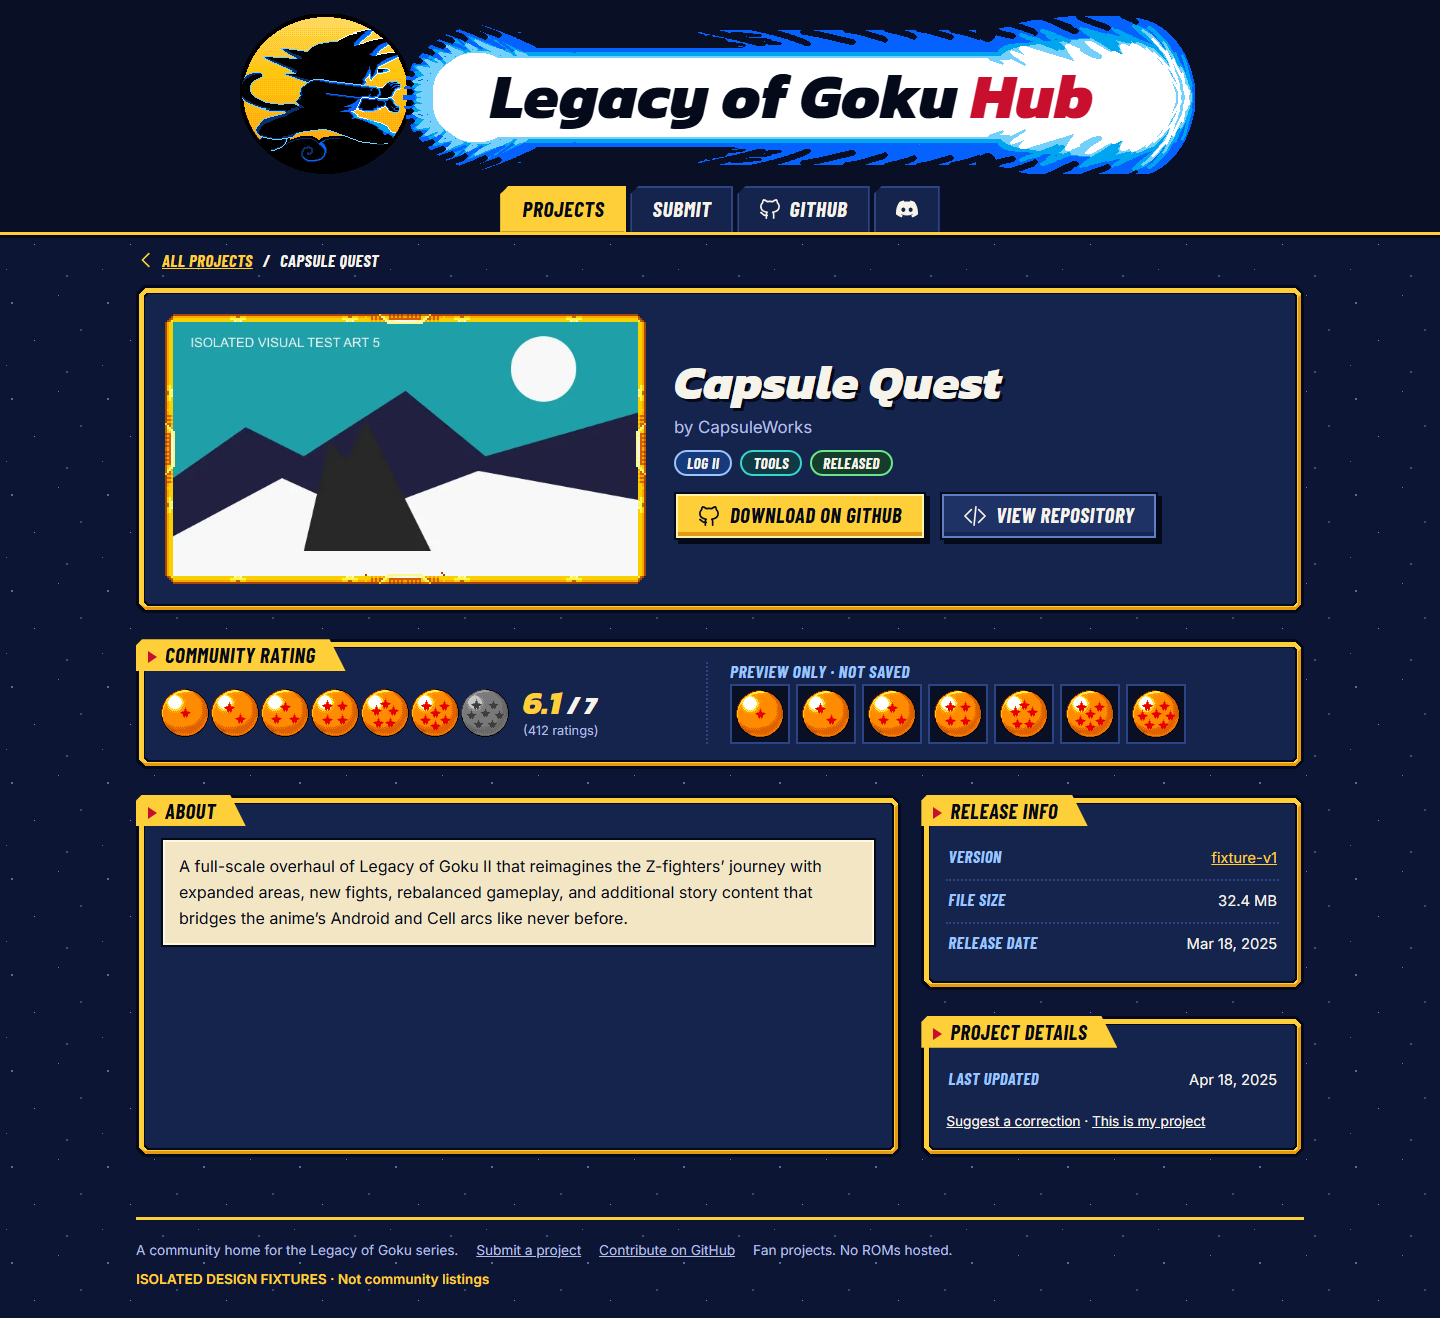 Legacy of Goku Hub
PROJECTS
SUBMIT
GITHUB
ALL PROJECTS / CAPSULE QUEST
ISOLATED VISUAL TEST ART 5
Capsule Quest
by CapsuleWorks
LOG II
TOOLS
RELEASED
DOWNLOAD ON GITHUB
VIEW REPOSITORY
COMMUNITY RATING
6.1 / 7
(412 ratings)
PREVIEW ONLY · NOT SAVED
ABOUT
A full-scale overhaul of Legacy of Goku II that reimagines the Z-fighters’ journey with
expanded areas, new fights, rebalanced gameplay, and additional story content that
bridges the anime’s Android and Cell arcs like never before.
RELEASE INFO
VERSION fixture-v1
FILE SIZE 32.4 MB
RELEASE DATE Mar 18, 2025
PROJECT DETAILS
LAST UPDATED Apr 18, 2025
Suggest a correction · This is my project
A community home for the Legacy of Goku series. Submit a project Contribute on GitHub Fan projects. No ROMs hosted.
ISOLATED DESIGN FIXTURES · Not community listings